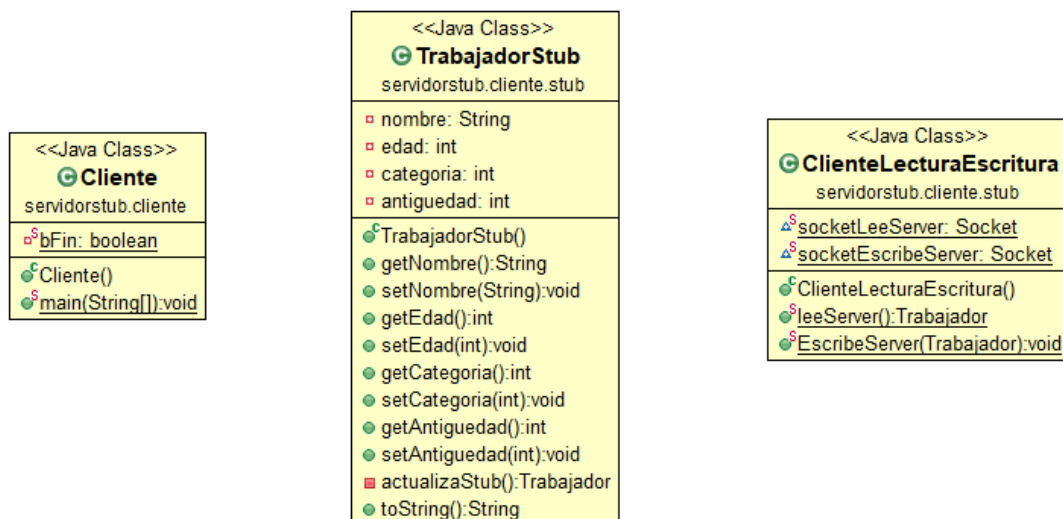 <<Java Class>>
Cliente
servidorstub.cliente
bFin: boolean
Cliente()
main(String[]):void
<<Java Class>>
TrabajadorStub
servidorstub.cliente.stub
nombre: String
edad: int
categoria: int
antiguedad: int
TrabajadorStub()
getNombre():String
setNombre(String):void
getEdad():int
setEdad(int):void
getCategoria():int
setCategoria(int):void
getAntiguedad():int
setAntiguedad(int):void
actualizaStub():Trabajador
toString():String
<<Java Class>>
ClienteLecturaEscritura
servidorstub.cliente.stub
socketLeeServer: Socket
socketEscribeServer: Socket
ClienteLecturaEscritura()
leeServer():Trabajador
EscribeServer(Trabajador):void